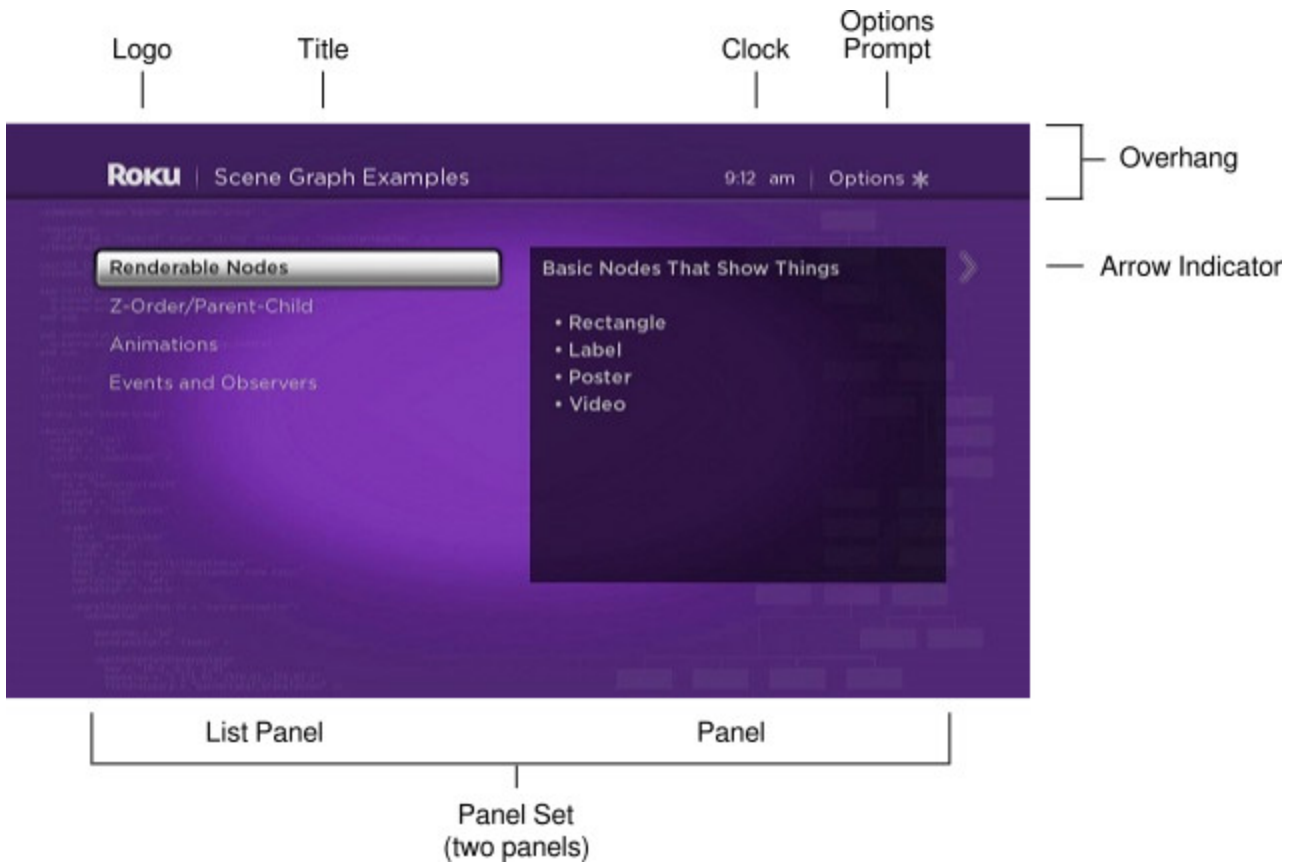 Options
Logo Title Clock Prompt
Overhang
ROKU | Scene Graph Examples 9:12 am | Options *
Arrow Indicator
Renderable Nodes
Z-Order/Parent-Child
Animations
Events and Observers
Basic Nodes That Show Things
• Rectangle
• Label
• Poster
• Video
List Panel Panel
Panel Set
(two panels)